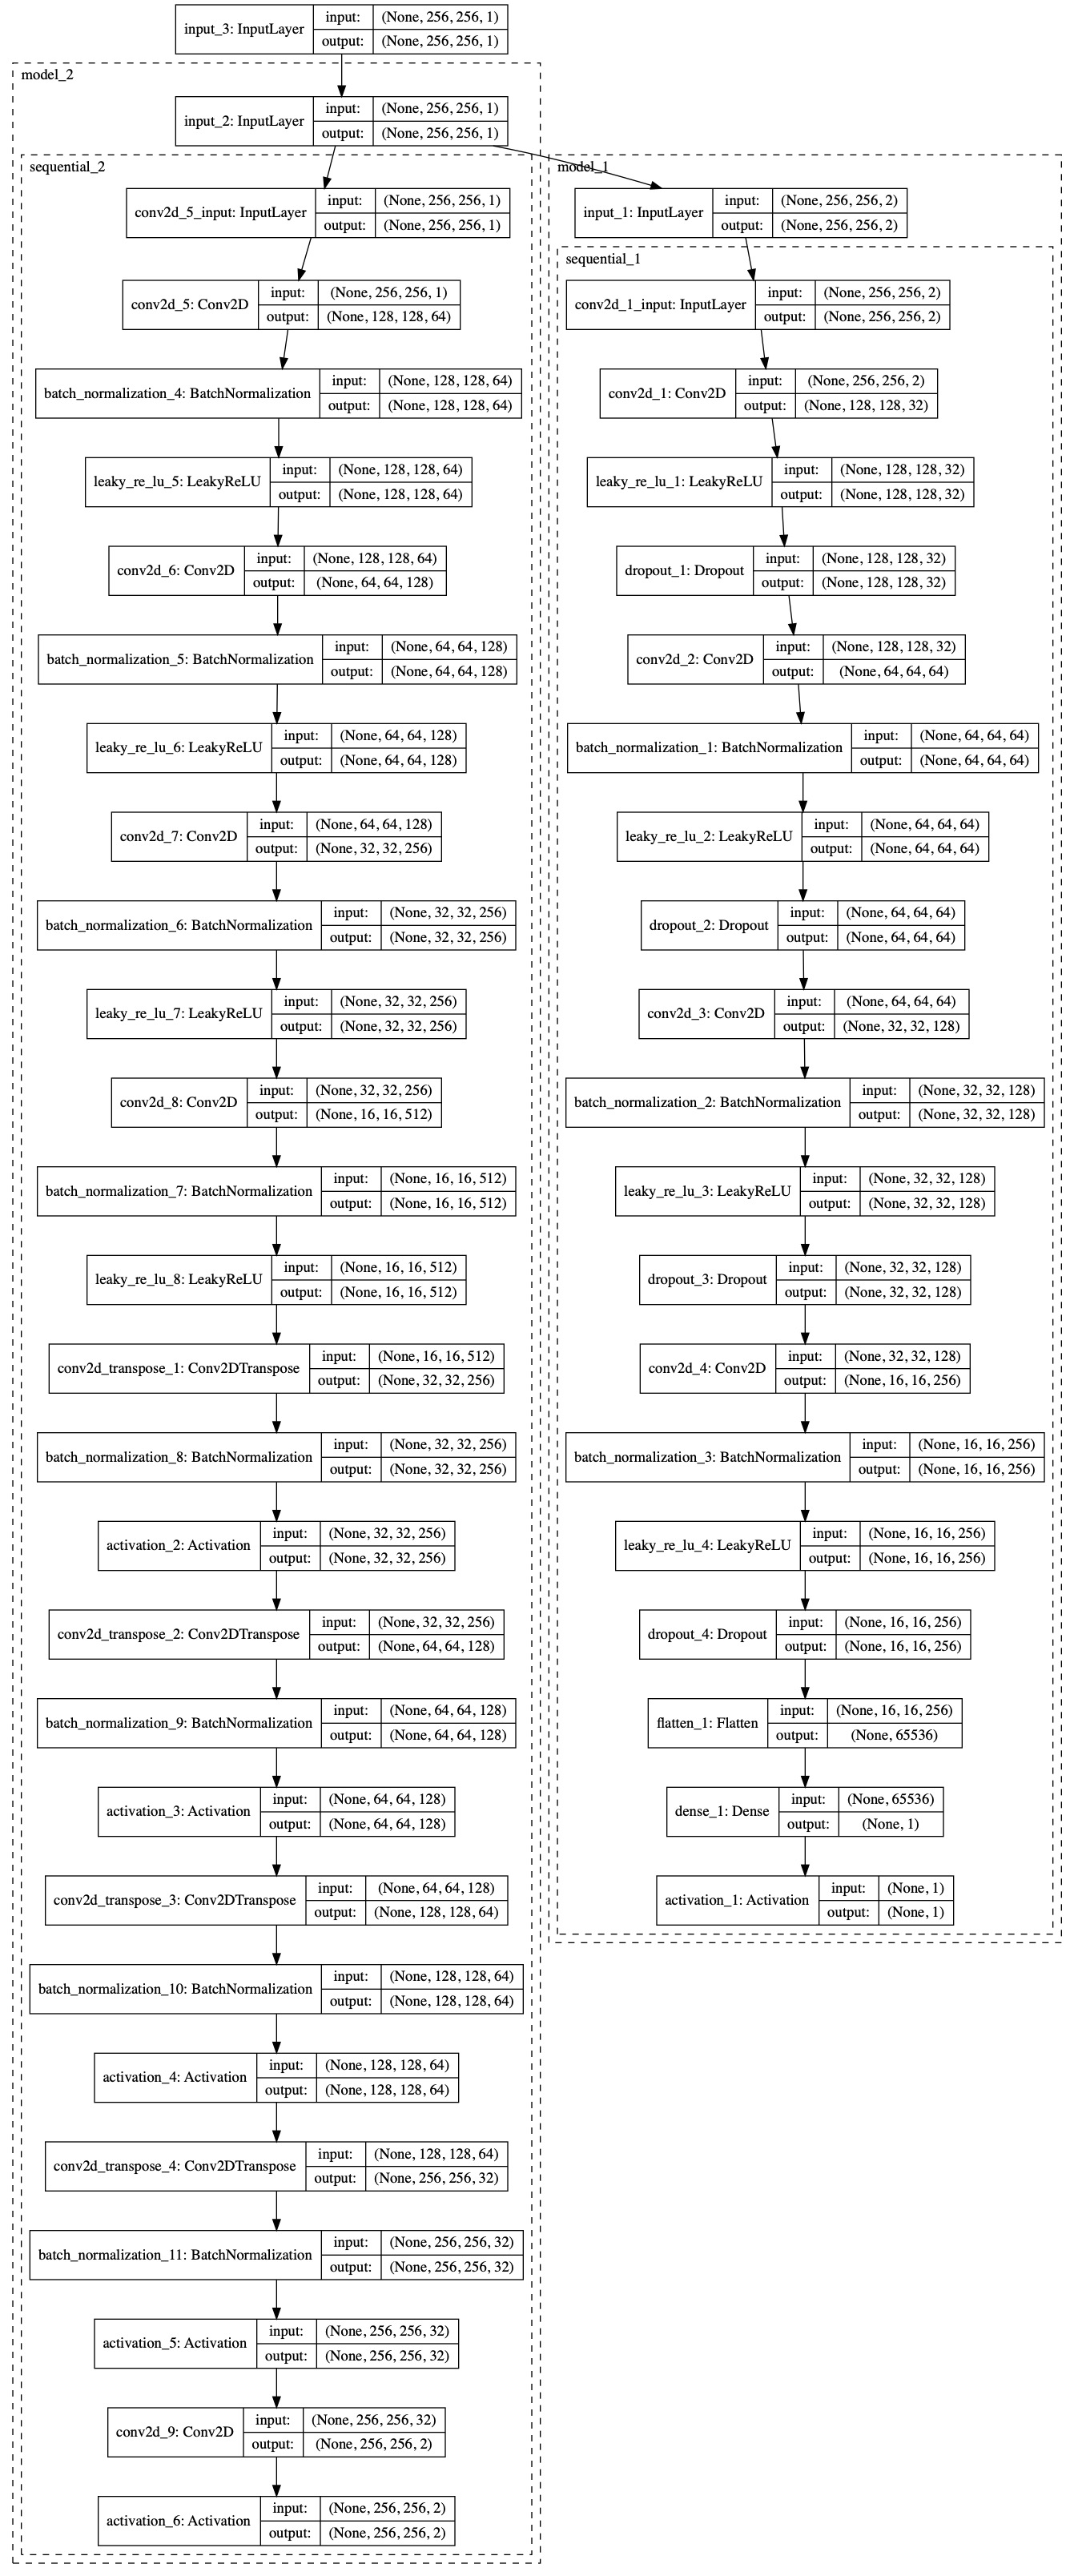 input_3: InputLayer input: (None, 256, 256, 1)
output: (None, 256, 256, 1)
model_2
input_2: InputLayer input: (None, 256, 256, 1)
output: (None, 256, 256, 1)
sequential_2
conv2d_5_input: InputLayer input: (None, 256, 256, 1)
output: (None, 256, 256, 1)
conv2d_5: Conv2D input: (None, 256, 256, 1)
output: (None, 128, 128, 64)
batch_normalization_4: BatchNormalization input: (None, 128, 128, 64)
output: (None, 128, 128, 64)
leaky_re_lu_5: LeakyReLU input: (None, 128, 128, 64)
output: (None, 128, 128, 64)
conv2d_6: Conv2D input: (None, 128, 128, 64)
output: (None, 64, 64, 128)
batch_normalization_5: BatchNormalization input: (None, 64, 64, 128)
output: (None, 64, 64, 128)
leaky_re_lu_6: LeakyReLU input: (None, 64, 64, 128)
output: (None, 64, 64, 128)
conv2d_7: Conv2D input: (None, 64, 64, 128)
output: (None, 32, 32, 256)
batch_normalization_6: BatchNormalization input: (None, 32, 32, 256)
output: (None, 32, 32, 256)
leaky_re_lu_7: LeakyReLU input: (None, 32, 32, 256)
output: (None, 32, 32, 256)
conv2d_8: Conv2D input: (None, 32, 32, 256)
output: (None, 16, 16, 512)
batch_normalization_7: BatchNormalization input: (None, 16, 16, 512)
output: (None, 16, 16, 512)
leaky_re_lu_8: LeakyReLU input: (None, 16, 16, 512)
output: (None, 16, 16, 512)
conv2d_transpose_1: Conv2DTranspose input: (None, 16, 16, 512)
output: (None, 32, 32, 256)
batch_normalization_8: BatchNormalization input: (None, 32, 32, 256)
output: (None, 32, 32, 256)
activation_2: Activation input: (None, 32, 32, 256)
output: (None, 32, 32, 256)
conv2d_transpose_2: Conv2DTranspose input: (None, 32, 32, 256)
output: (None, 64, 64, 128)
batch_normalization_9: BatchNormalization input: (None, 64, 64, 128)
output: (None, 64, 64, 128)
activation_3: Activation input: (None, 64, 64, 128)
output: (None, 64, 64, 128)
conv2d_transpose_3: Conv2DTranspose input: (None, 64, 64, 128)
output: (None, 128, 128, 64)
batch_normalization_10: BatchNormalization input: (None, 128, 128, 64)
output: (None, 128, 128, 64)
activation_4: Activation input: (None, 128, 128, 64)
output: (None, 128, 128, 64)
conv2d_transpose_4: Conv2DTranspose input: (None, 128, 128, 64)
output: (None, 256, 256, 32)
batch_normalization_11: BatchNormalization input: (None, 256, 256, 32)
output: (None, 256, 256, 32)
activation_5: Activation input: (None, 256, 256, 32)
output: (None, 256, 256, 32)
conv2d_9: Conv2D input: (None, 256, 256, 32)
output: (None, 256, 256, 2)
activation_6: Activation input: (None, 256, 256, 2)
output: (None, 256, 256, 2)
model_1
input_1: InputLayer input: (None, 256, 256, 2)
output: (None, 256, 256, 2)
sequential_1
conv2d_1_input: InputLayer input: (None, 256, 256, 2)
output: (None, 256, 256, 2)
conv2d_1: Conv2D input: (None, 256, 256, 2)
output: (None, 128, 128, 32)
leaky_re_lu_1: LeakyReLU input: (None, 128, 128, 32)
output: (None, 128, 128, 32)
dropout_1: Dropout input: (None, 128, 128, 32)
output: (None, 128, 128, 32)
conv2d_2: Conv2D input: (None, 128, 128, 32)
output: (None, 64, 64, 64)
batch_normalization_1: BatchNormalization input: (None, 64, 64, 64)
output: (None, 64, 64, 64)
leaky_re_lu_2: LeakyReLU input: (None, 64, 64, 64)
output: (None, 64, 64, 64)
dropout_2: Dropout input: (None, 64, 64, 64)
output: (None, 64, 64, 64)
conv2d_3: Conv2D input: (None, 64, 64, 64)
output: (None, 32, 32, 128)
batch_normalization_2: BatchNormalization input: (None, 32, 32, 128)
output: (None, 32, 32, 128)
leaky_re_lu_3: LeakyReLU input: (None, 32, 32, 128)
output: (None, 32, 32, 128)
dropout_3: Dropout input: (None, 32, 32, 128)
output: (None, 32, 32, 128)
conv2d_4: Conv2D input: (None, 32, 32, 128)
output: (None, 16, 16, 256)
batch_normalization_3: BatchNormalization input: (None, 16, 16, 256)
output: (None, 16, 16, 256)
leaky_re_lu_4: LeakyReLU input: (None, 16, 16, 256)
output: (None, 16, 16, 256)
dropout_4: Dropout input: (None, 16, 16, 256)
output: (None, 16, 16, 256)
flatten_1: Flatten input: (None, 16, 16, 256)
output: (None, 65536)
dense_1: Dense input: (None, 65536)
output: (None, 1)
activation_1: Activation input: (None, 1)
output: (None, 1)